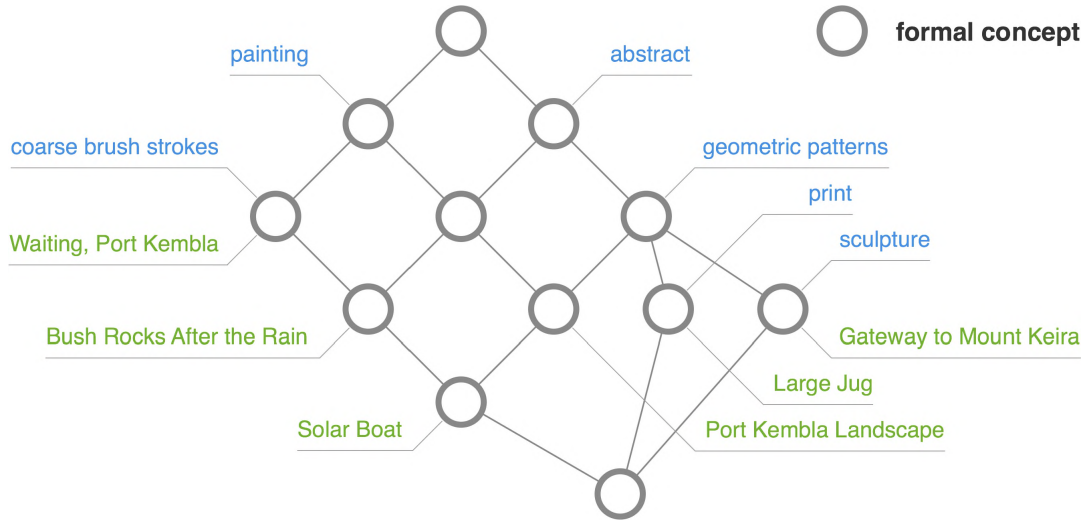 formal concept
painting
abstract
coarse brush strokes
geometric patterns
print
Waiting, Port Kembla
sculpture
Bush Rocks After the Rain
Gateway to Mount Keira
Large Jug
Solar Boat
Port Kembla Landscape